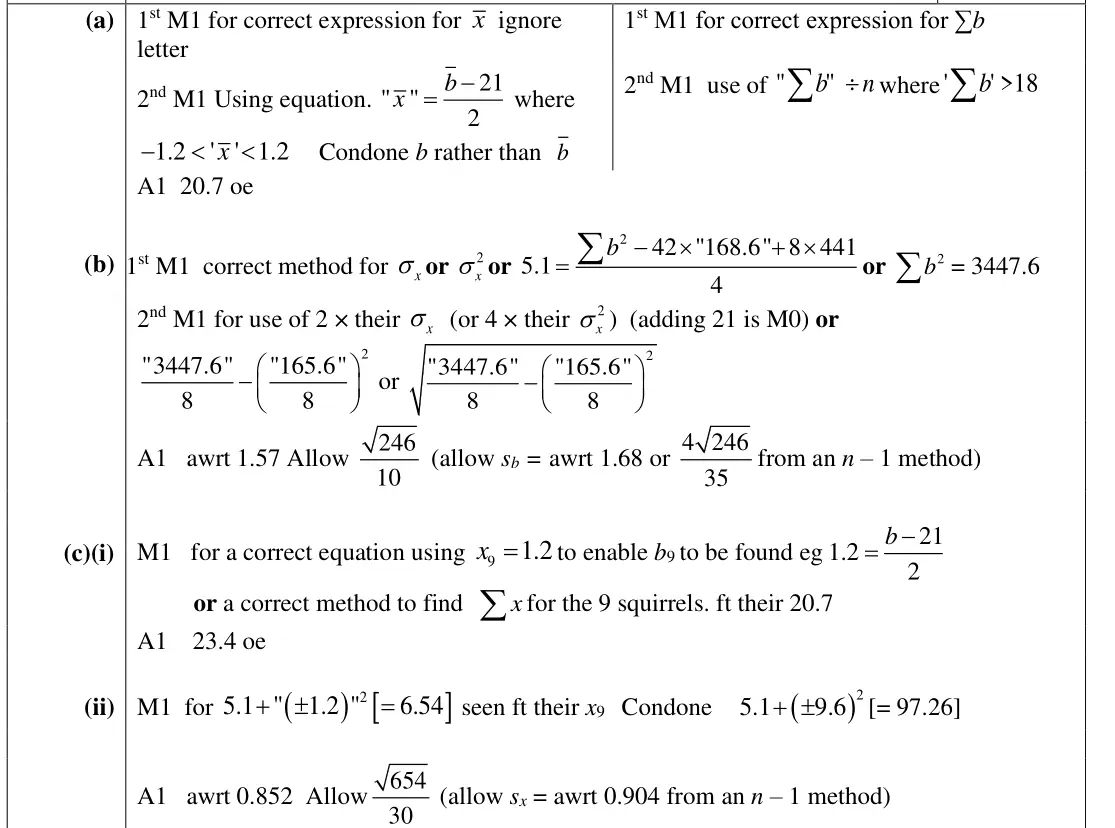 (a) 1st M1 for correct expression for x̄ ignore letter
2nd M1 Using equation. "x̄" = (b̄ − 21)/2 where
−1.2 < 'x̄' < 1.2 Condone b rather than b̄
A1 20.7 oe
1st M1 for correct expression for ∑b
2nd M1 use of "∑b" ÷ n where '∑b' >18
(b) 1st M1 correct method for σₓ or σₓ² or 5.1 = (∑b² − 42 × "168.6" + 8 × 441)/4 or ∑b² = 3447.6
2nd M1 for use of 2 × their σₓ (or 4 × their σₓ²) (adding 21 is M0) or
"3447.6"/8 − ("165.6"/8)² or √("3447.6"/8 − ("165.6"/8)²)
A1 awrt 1.57 Allow √246/10 (allow s_b = awrt 1.68 or 4√246/35 from an n – 1 method)
(c)(i) M1 for a correct equation using x₉ = 1.2 to enable b₉ to be found eg 1.2 = (b − 21)/2
or a correct method to find ∑x for the 9 squirrels. ft their 20.7
A1 23.4 oe
(ii) M1 for 5.1 + "(±1.2)"² [= 6.54] seen ft their x₉ Condone 5.1 + (±9.6)² [= 97.26]
A1 awrt 0.852 Allow √654/30 (allow sₓ = awrt 0.904 from an n – 1 method)